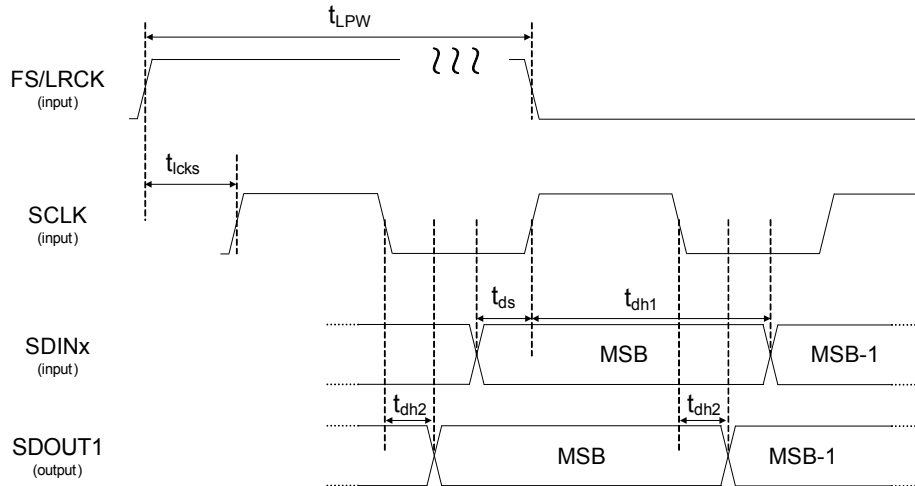 tLPW
FS/LRCK
(input)
tlcks
SCLK
(input)
tds
tdh1
SDINx
(input)
MSB
MSB-1
tdh2
tdh2
SDOUT1
(output)
MSB
MSB-1